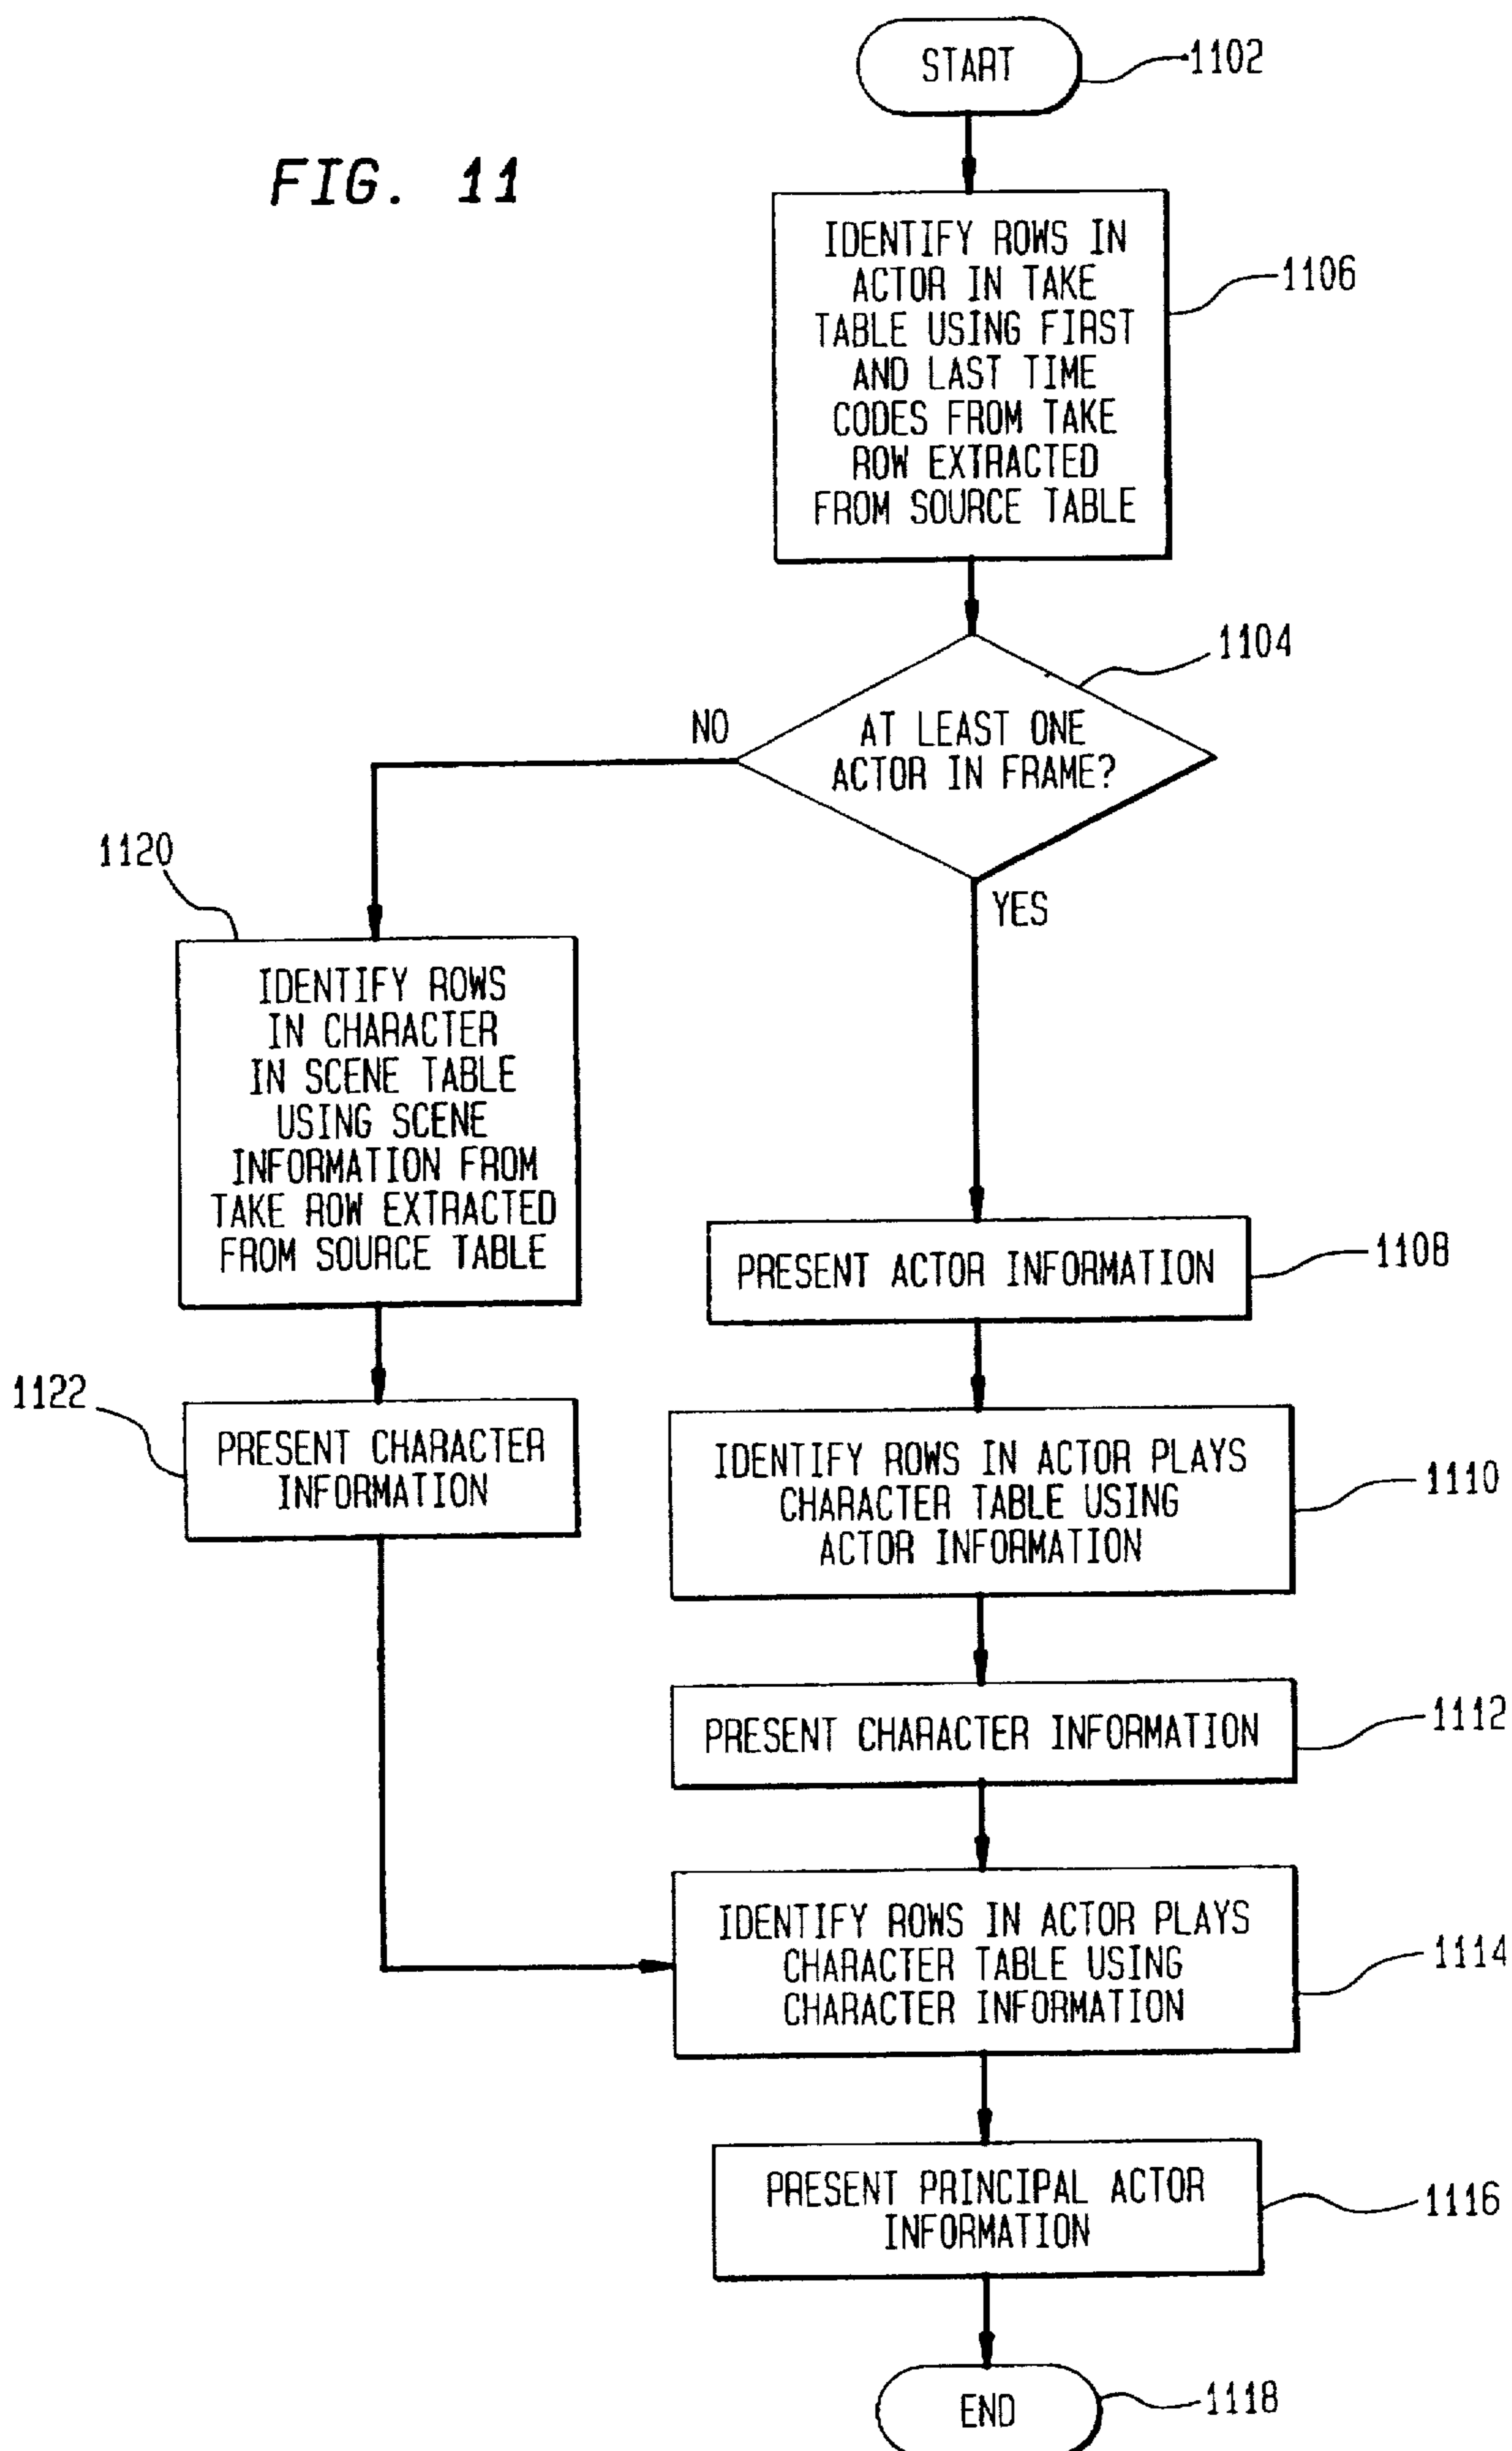 START
1102
FIG. 11
IDENTIFY ROWS IN
ACTOR IN TAKE
TABLE USING FIRST
AND LAST TIME
CODES FROM TAKE
ROW EXTRACTED
FROM SOURCE TABLE
1106
1104
AT LEAST ONE
ACTOR IN FRAME?
NO
YES
1120
IDENTIFY ROWS
IN CHARACTER
IN SCENE TABLE
USING SCENE
INFORMATION FROM
TAKE ROW EXTRACTED
FROM SOURCE TABLE
PRESENT ACTOR INFORMATION
1108
1122
PRESENT CHARACTER
INFORMATION
IDENTIFY ROWS IN ACTOR PLAYS
CHARACTER TABLE USING
ACTOR INFORMATION
1110
PRESENT CHARACTER INFORMATION
1112
IDENTIFY ROWS IN ACTOR PLAYS
CHARACTER TABLE USING
CHARACTER INFORMATION
1114
PRESENT PRINCIPAL ACTOR
INFORMATION
1116
END
1118